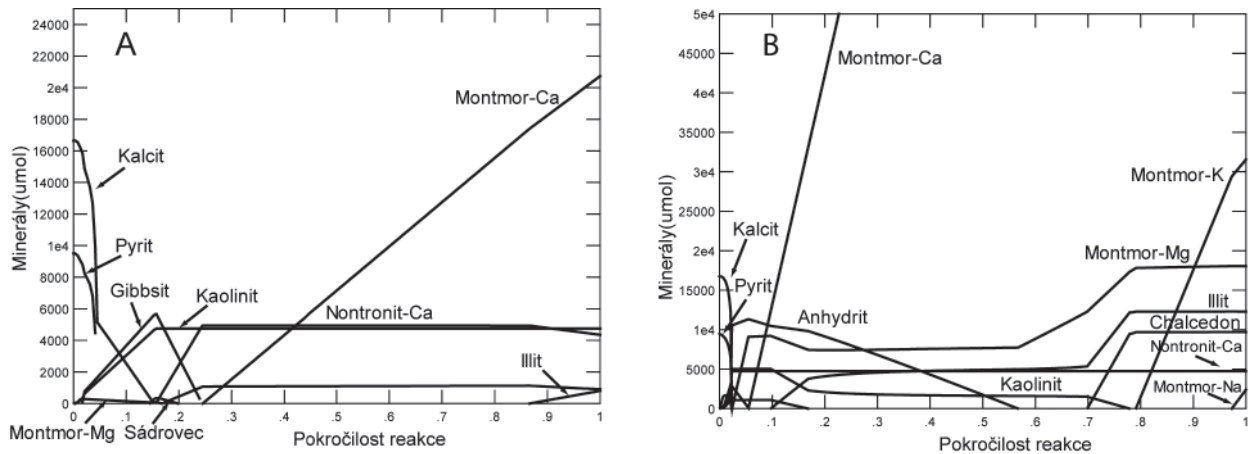 A
24000
22000
20000
18000
16000
14000
12000
1e4
8000
6000
4000
2000
0
Minerály(umol)
Kalcit
Pyrit
Gibbsit
Kaolinit
Montmor-Ca
Nontronit-Ca
Illit
0 .1 .2 .3 .4 .5 .6 .7 .8 .9 1
Montmor-Mg Sádrovec
Pokročilost reakce
B
5e4
45000
4e4
35000
3e4
25000
2e4
15000
1e4
5000
0
Minerály(umol)
Montmor-Ca
Montmor-K
Kalcit
Montmor-Mg
Pyrit
Anhydrit
Illit
Chalcedon
Nontronit-Ca
Kaolinit
Montmor-Na
0 .1 .2 .3 .4 .5 .6 .7 .8 .9 1
Pokročilost reakce